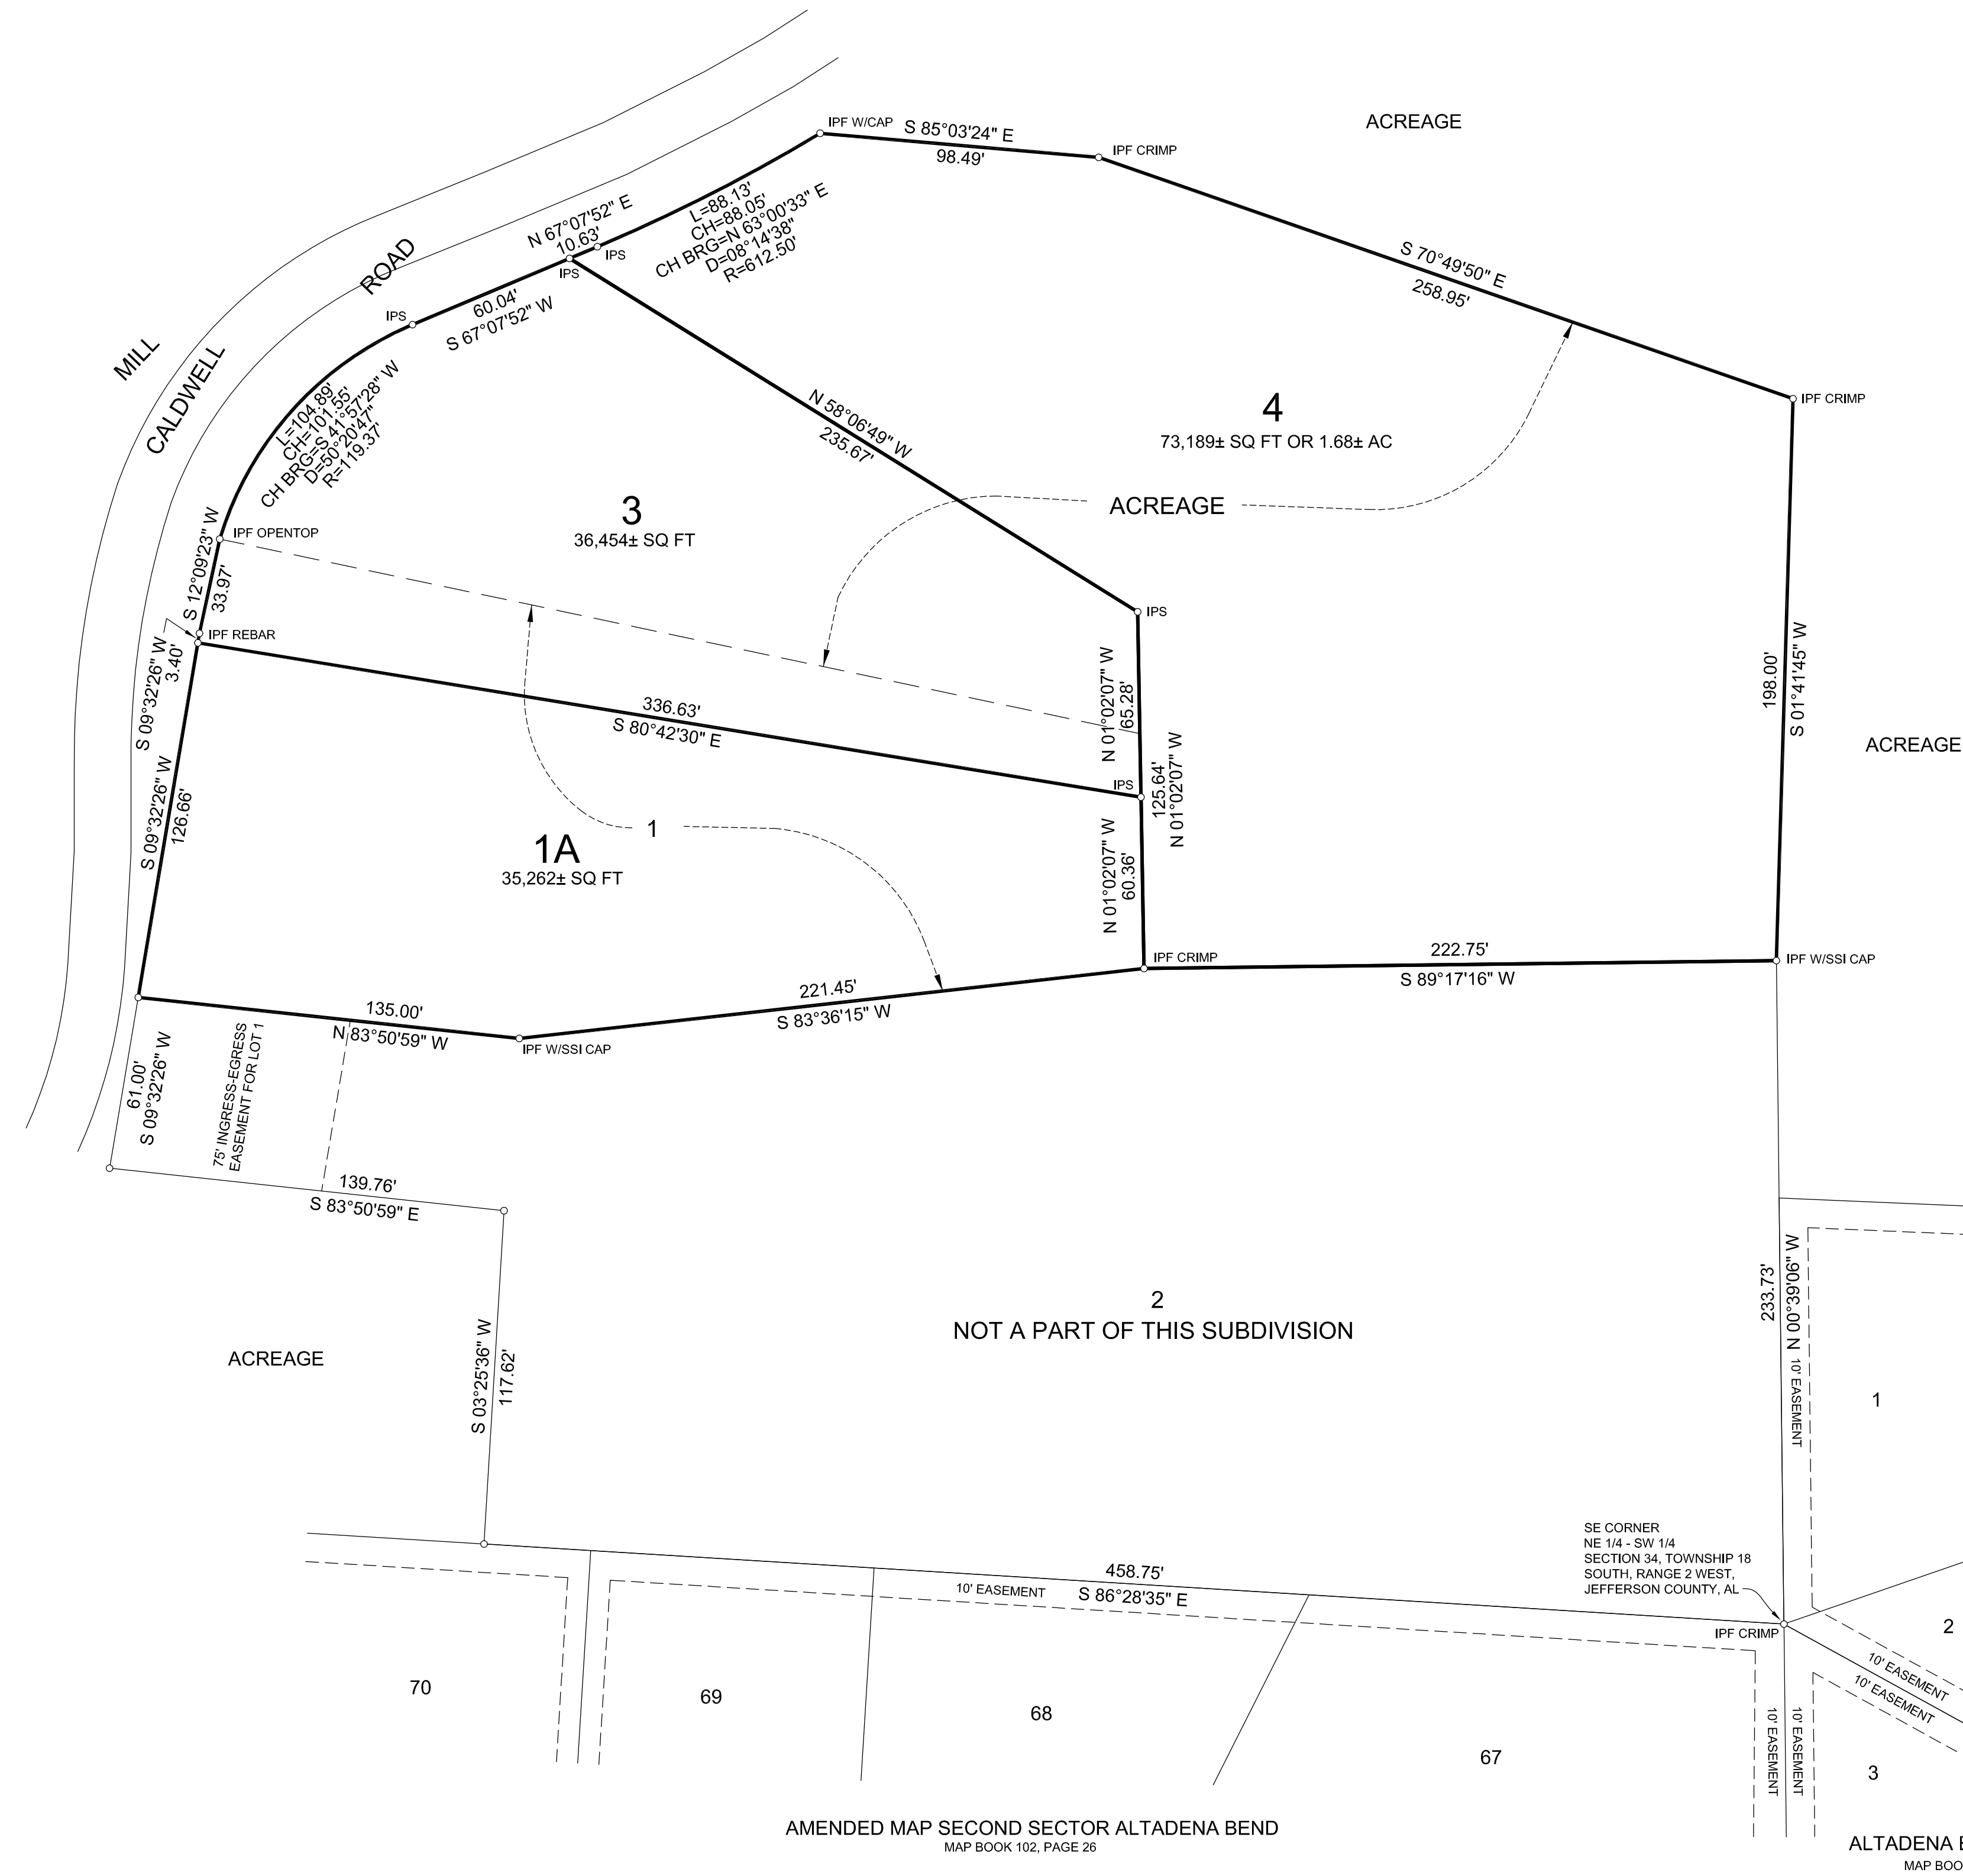 ACREAGE
IPF W/CAP
S 85°03'24" E
98.49'
IPF CRIMP
N 67°07'52" E
10.63'
IPS
IPS
L=88.13'
CH=88.05'
CH BRG=N 63°00'33" E
D=08°14'38"
R=612.50'
S 70°49'50" E
258.95'
IPF CRIMP
MILL
ROAD
CALDWELL
IPS
60.04'
S 67°07'52" W
L=104.89'
CH=101.55'
CH BRG=S 41°57'28" W
D=50°20'47"
R=119.37'
N 58°06'49" W
235.67'
4
73,189± SQ FT OR 1.68± AC
ACREAGE
3
36,454± SQ FT
IPF OPENTOP
S 12°09'23" W
33.97'
IPF REBAR
S 09°32'26" W
3.40'
IPS
N 01°02'07" W
65.28'
198.00'
S 01°41'45" W
ACREAGE
336.63'
S 80°42'30" E
IPS
125.64'
N 01°02'07" W
S 09°32'26" W
126.66'
1
1A
35,262± SQ FT
N 01°02'07" W
60.36'
IPF CRIMP
222.75'
S 89°17'16" W
IPF W/SSI CAP
135.00'
N 83°50'59" W
221.45'
S 83°36'15" W
IPF W/SSI CAP
61.00'
S 09°32'26" W
75' INGRESS-EGRESS
EASEMENT FOR LOT 1
139.76'
S 83°50'59" E
2
NOT A PART OF THIS SUBDIVISION
233.73'
N 00°39'06" W
10' EASEMENT
1
ACREAGE
S 03°25'36" W
117.62'
SE CORNER
NE 1/4 - SW 1/4
SECTION 34, TOWNSHIP 18
SOUTH, RANGE 2 WEST,
JEFFERSON COUNTY, AL
458.75'
S 86°28'35" E
10' EASEMENT
IPF CRIMP
2
10' EASEMENT
10' EASEMENT
70
69
68
67
10' EASEMENT
10' EASEMENT
3
AMENDED MAP SECOND SECTOR ALTADENA BEND
MAP BOOK 102, PAGE 26
ALTADENA
MAP